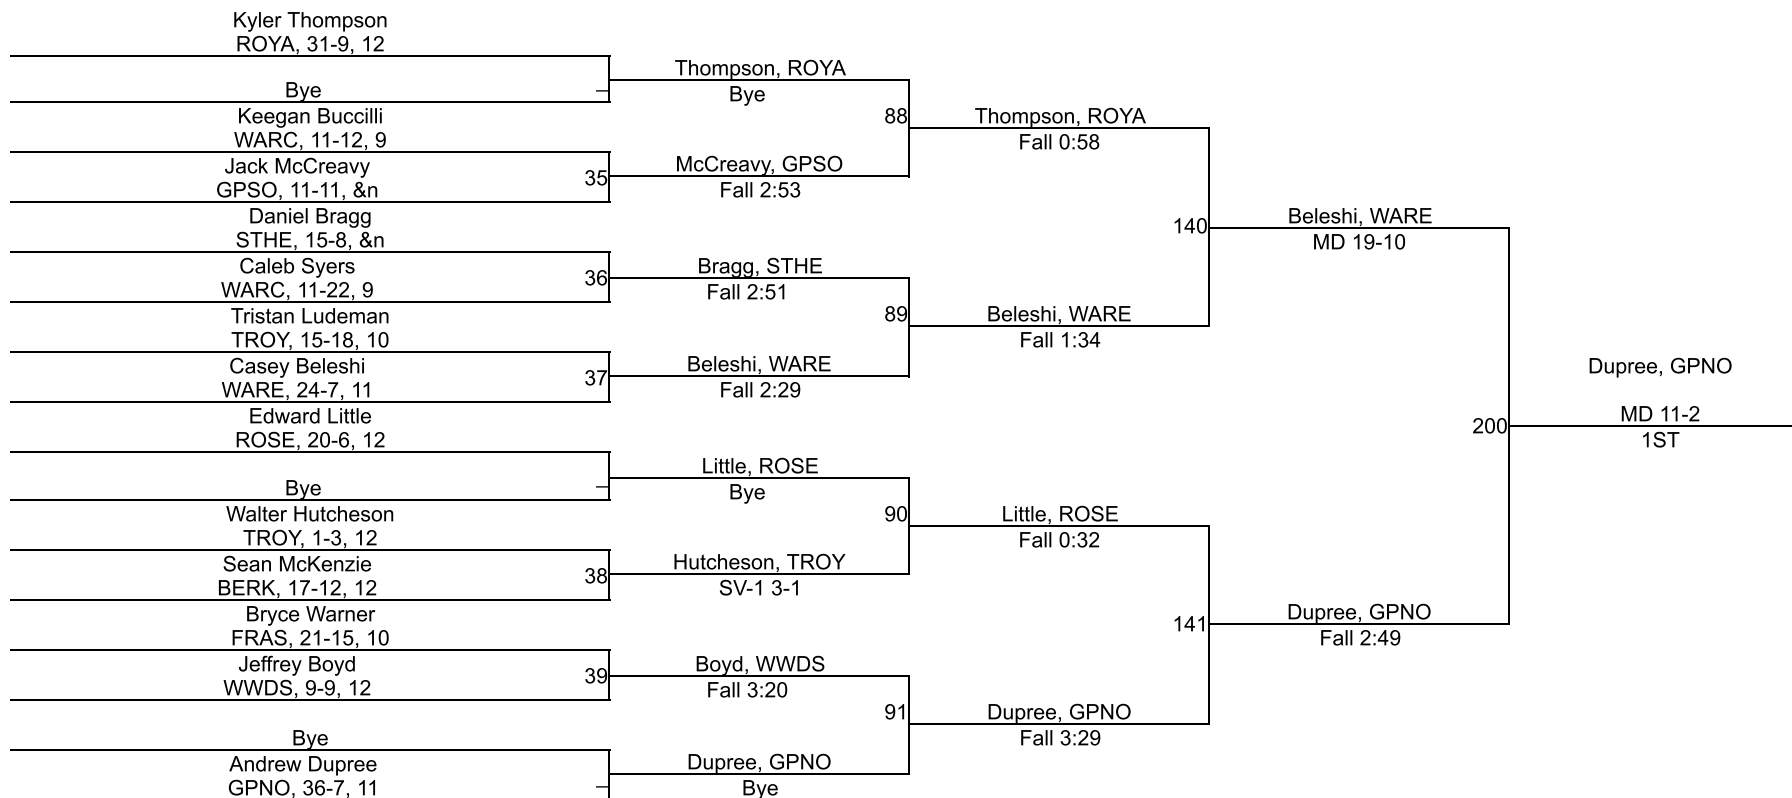 Kyler Thompson
ROYA, 31-9, 12
Bye
Keegan Buccilli
WARC, 11-12, 9
Jack McCreavy
GPSO, 11-11, &n
Daniel Bragg
STHE, 15-8, &n
Caleb Syers
WARC, 11-22, 9
Tristan Ludeman
TROY, 15-18, 10
Casey Beleshi
WARE, 24-7, 11
Edward Little
ROSE, 20-6, 12
Bye
Walter Hutcheson
TROY, 1-3, 12
Sean McKenzie
BERK, 17-12, 12
Bryce Warner
FRAS, 21-15, 10
Jeffrey Boyd
WWDS, 9-9, 12
Bye
Andrew Dupree
GPNO, 36-7, 11
35
36
37
38
39
Thompson, ROYA
Bye
McCreavy, GPSO
Fall 2:53
Bragg, STHE
Fall 2:51
Beleshi, WARE
Fall 2:29
Little, ROSE
Bye
Hutcheson, TROY
SV-1 3-1
Boyd, WWDS
Fall 3:20
Dupree, GPNO
Bye
88
89
90
91
Thompson, ROYA
Fall 0:58
Beleshi, WARE
Fall 1:34
Little, ROSE
Fall 0:32
Dupree, GPNO
Fall 3:29
140
141
Beleshi, WARE
MD 19-10
Dupree, GPNO
Fall 2:49
200
Dupree, GPNO
MD 11-2
1ST